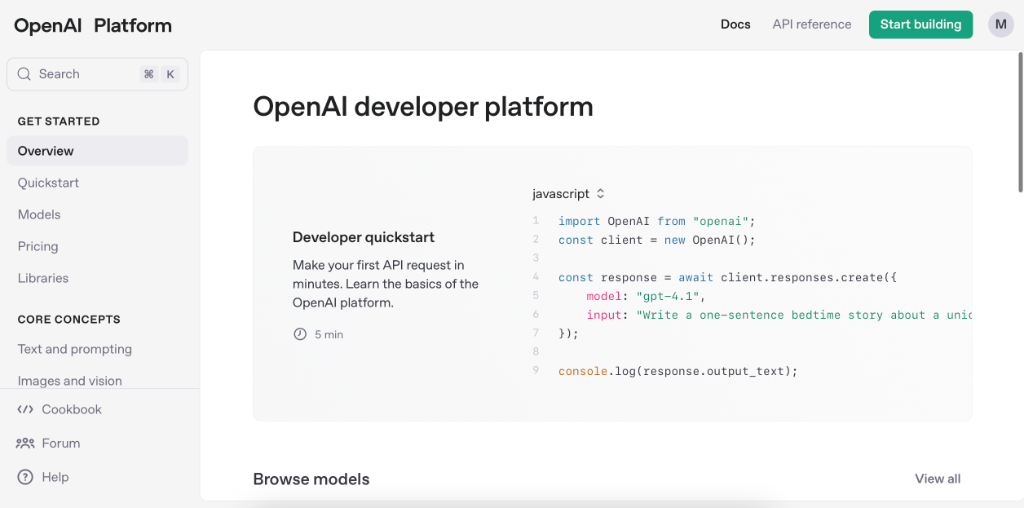 OpenAI Platform
Docs
API reference
Start building
M
Search
⌘ K
GET STARTED
Overview
Quickstart
Models
Pricing
Libraries
CORE CONCEPTS
Text and prompting
Images and vision
Cookbook
Forum
Help
OpenAI developer platform
Developer quickstart
Make your first API request in
minutes. Learn the basics of the
OpenAI platform.
5 min
javascript
1 import OpenAI from "openai";
2 const client = new OpenAI();
3
4 const response = await client.responses.create({
5     model: "gpt-4.1",
6     input: "Write a one-sentence bedtime story about a
7 });
8
9 console.log(response.output_text);
Browse models
View all